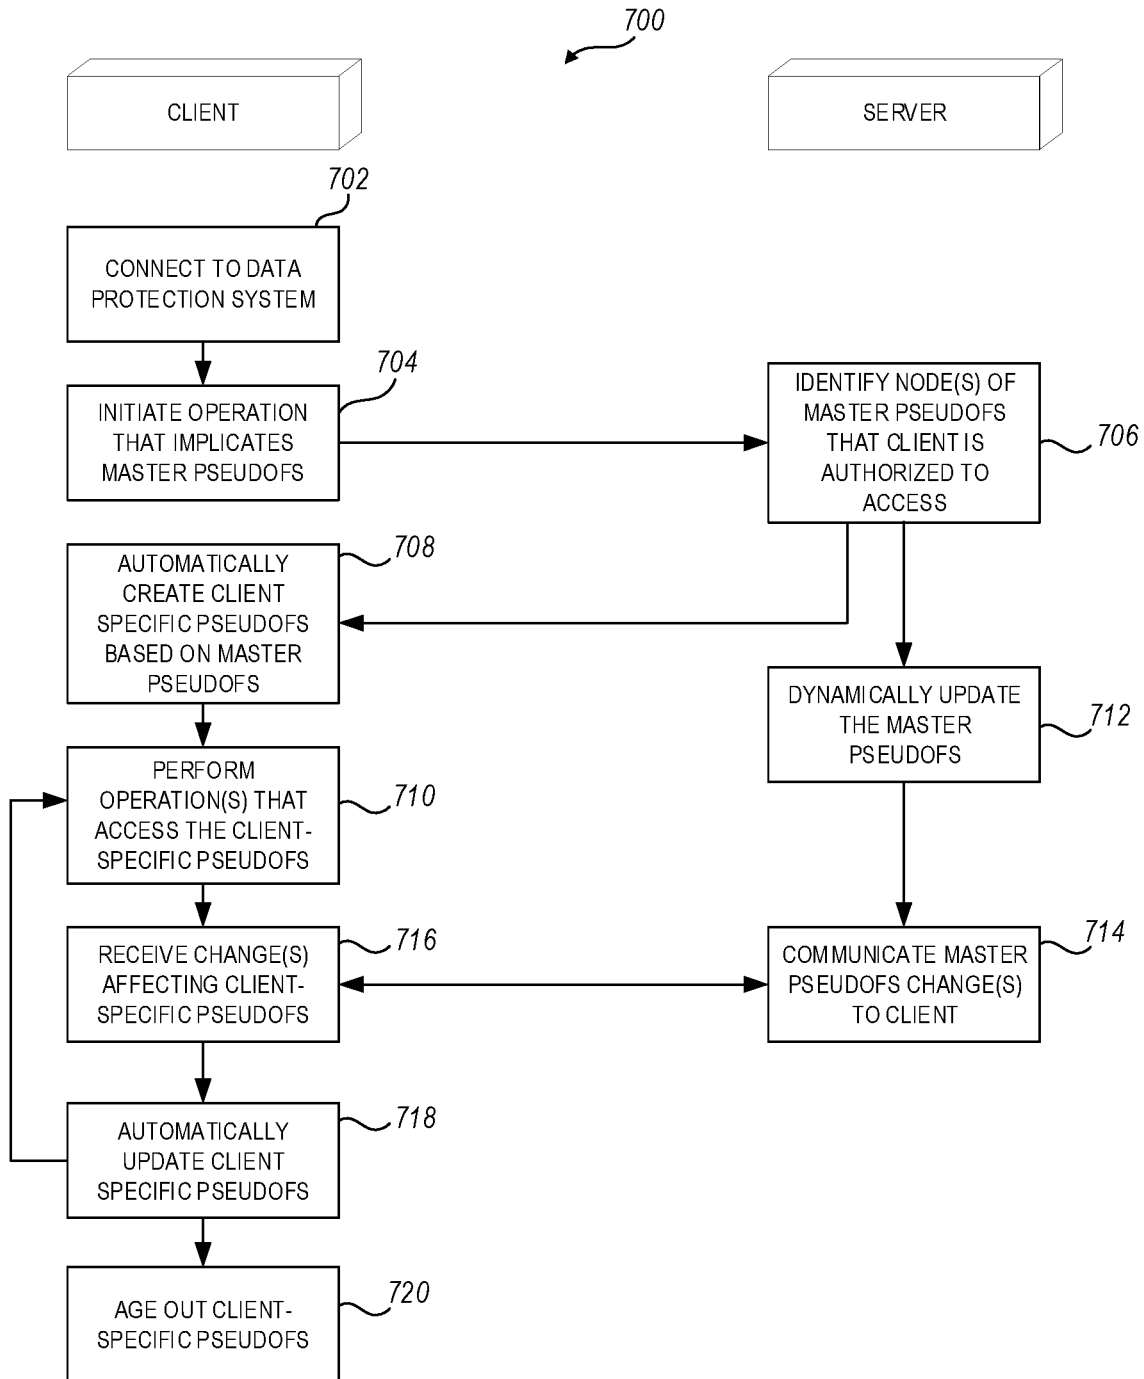 700
CLIENT
SERVER
702
CONNECT TO DATA
PROTECTION SYSTEM
704
INITIATE OPERATION
THAT IMPLICATES
MASTER PSEUDOFS
IDENTIFY NODE(S) OF
MASTER PSEUDOFS
THAT CLIENT IS
AUTHORIZED TO
ACCESS
706
708
AUTOMATICALLY
CREATE CLIENT
SPECIFIC PSEUDOFS
BASED ON MASTER
PSEUDOFS
DYNAMICALLY UPDATE
THE MASTER
PSEUDOFS
712
PERFORM
OPERATION(S) THAT
ACCESS THE CLIENT-
SPECIFIC PSEUDOFS
710
RECEIVE CHANGE(S)
AFFECTING CLIENT-
SPECIFIC PSEUDOFS
716
COMMUNICATE MASTER
PSEUDOFS CHANGE(S)
TO CLIENT
714
AUTOMATICALLY
UPDATE CLIENT
SPECIFIC PSEUDOFS
718
AGE OUT CLIENT-
SPECIFIC PSEUDOFS
720